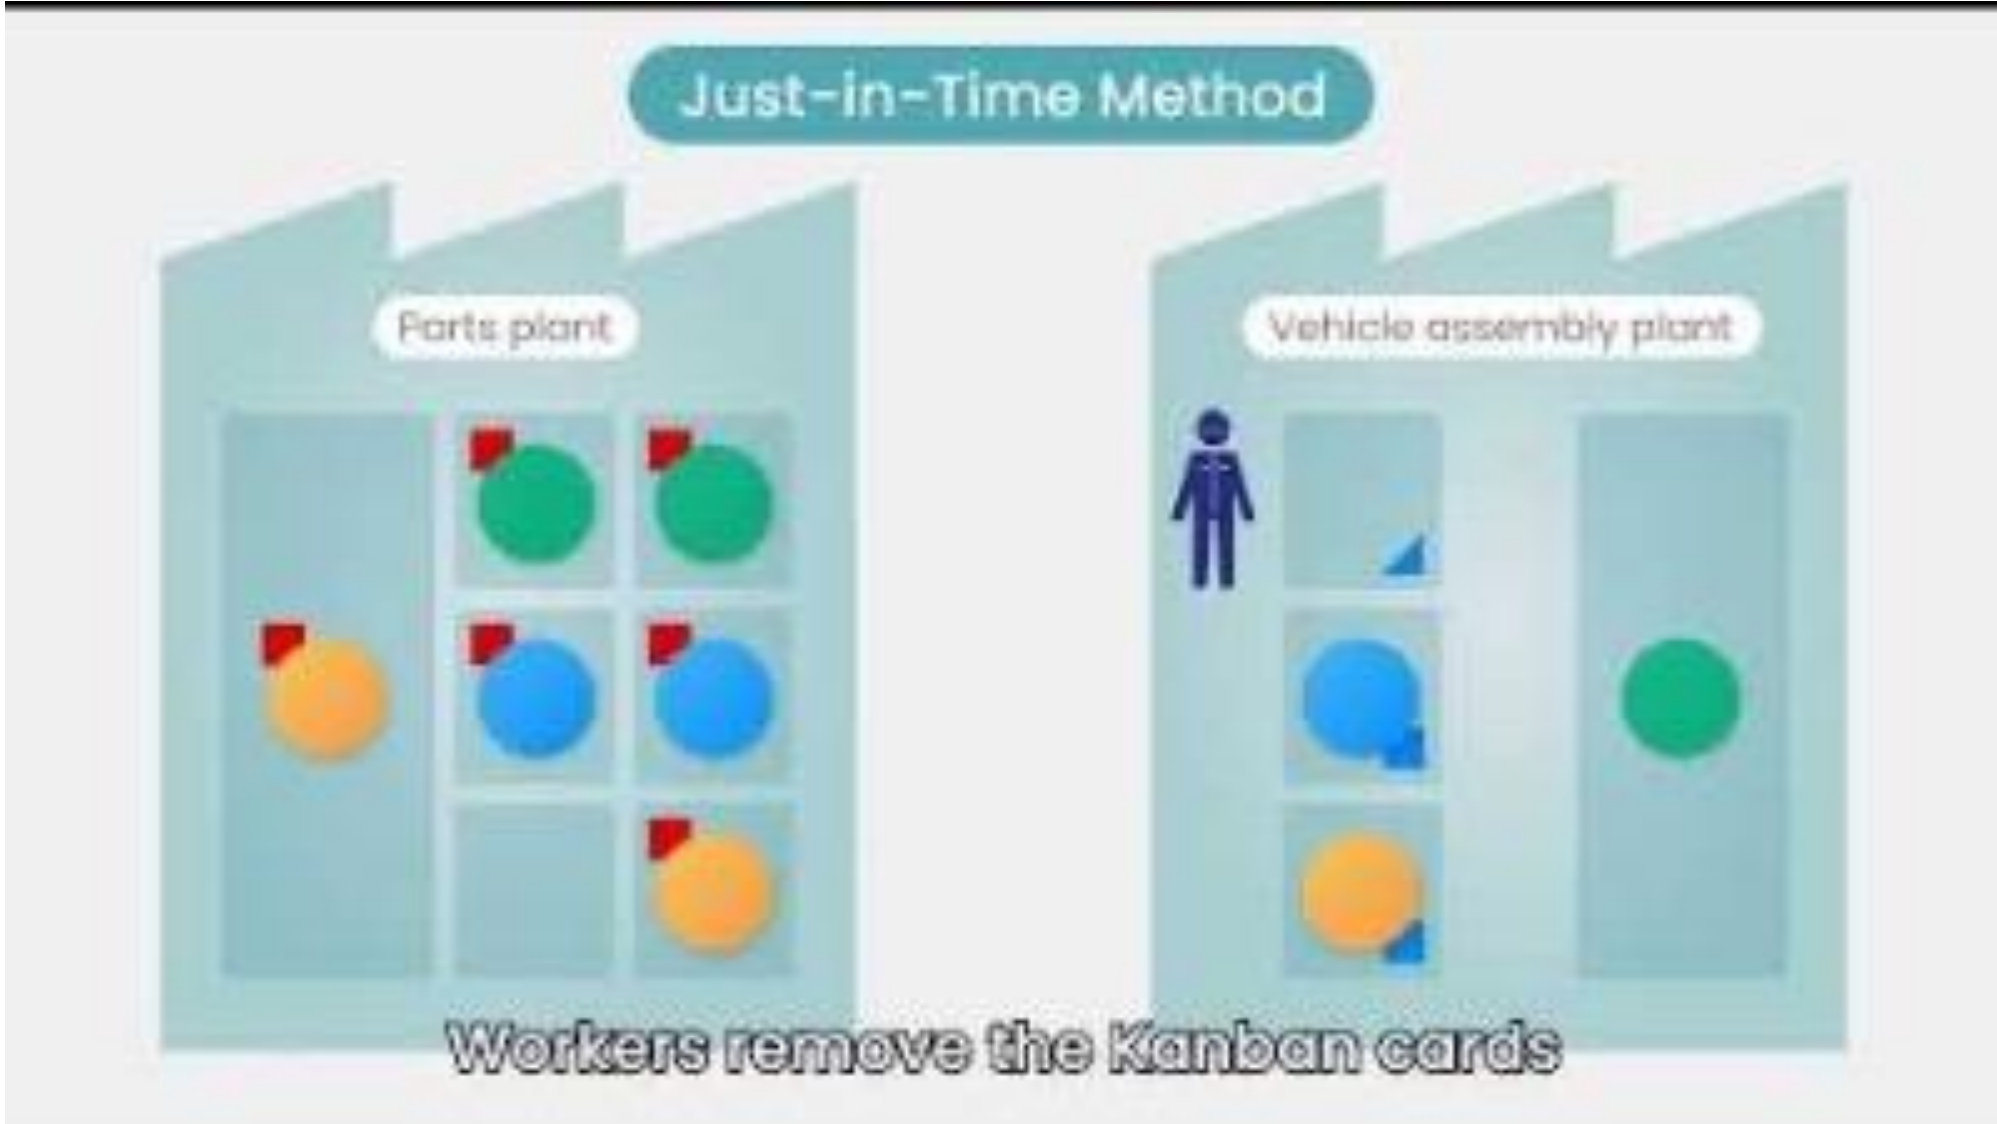 Just-in-Time Method
Parts plant
Vehicle assembly plant
Workers remove the Kanban cards